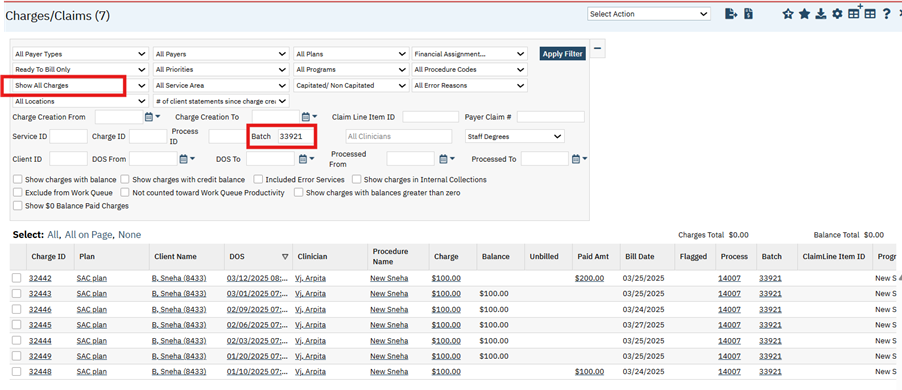 Charges/Claims (7)
Select Action
All Payer Types All Payers All Plans Financial Assignment... Apply Filter
Ready To Bill Only All Priorities All Programs All Procedure Codes
Show All Charges All Service Area Capitated/ Non Capitated All Error Reasons
All Locations # of client statements since charge cre
Charge Creation From Charge Creation To Claim Line Item ID Payer Claim #
Service ID Charge ID Process ID Batch 33921 All Clinicians Staff Degrees
Client ID DOS From DOS To Processed From Processed To
Show charges with balance Show charges with credit balance Included Error Services Show charges in Internal Collections
Exclude from Work Queue Not counted toward Work Queue Productivity Show charges with balances greater than zero
Show $0 Balance Paid Charges
Select: All, All on Page, None Charges Total $0.00 Balance Total $0.00
Charge ID Plan Client Name DOS Clinician Procedure Name Charge Balance Unbilled Paid Amt Bill Date Flagged Process Batch ClaimLine Item ID Progr
32442 SAC plan B, Sneha (8433) 03/12/2025 08:... Vj, Arpita New Sneha $100.00 $200.00 03/25/2025 14007 33921 New S
32443 SAC plan B, Sneha (8433) 03/01/2025 07:... Vj, Arpita New Sneha $100.00 $100.00 03/25/2025 14007 33921 New S
32446 SAC plan B, Sneha (8433) 02/09/2025 07:... Vj, Arpita New Sneha $100.00 $100.00 03/24/2025 14007 33921 New S
32445 SAC plan B, Sneha (8433) 02/06/2025 07:... Vj, Arpita New Sneha $100.00 $100.00 03/27/2025 14007 33921 New S
32444 SAC plan B, Sneha (8433) 02/03/2025 07:... Vj, Arpita New Sneha $100.00 $100.00 03/25/2025 14007 33921 New S
32449 SAC plan B, Sneha (8433) 01/20/2025 07:... Vj, Arpita New Sneha $100.00 $100.00 03/25/2025 14007 33921 New S
32448 SAC plan B, Sneha (8433) 01/10/2025 07:... Vj, Arpita New Sneha $100.00 $100.00 03/24/2025 14007 33921 New S